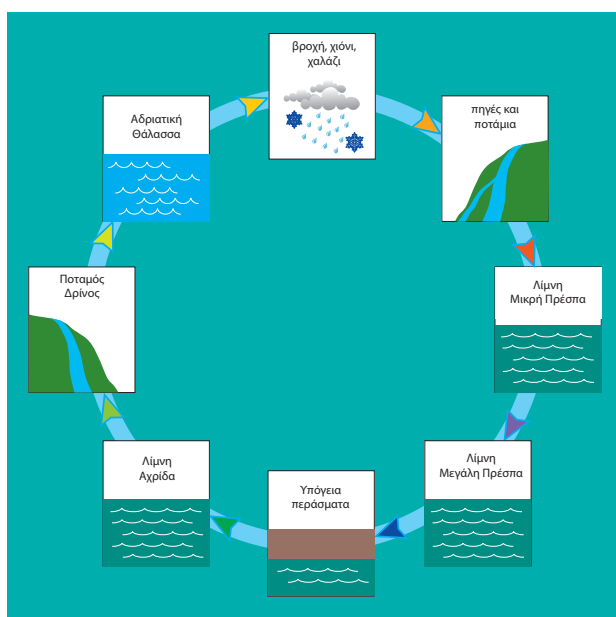 βροχή, χιόνι,
χαλάζι
πηγές και
ποτάμια
Λίμνη
Μικρή Πρέσπα
Λίμνη
Μεγάλη Πρέσπα
Υπόγεια
περάσματα
Λίμνη
Αχρίδα
Ποταμός
Δρίνος
Αδριατική
Θάλασσα